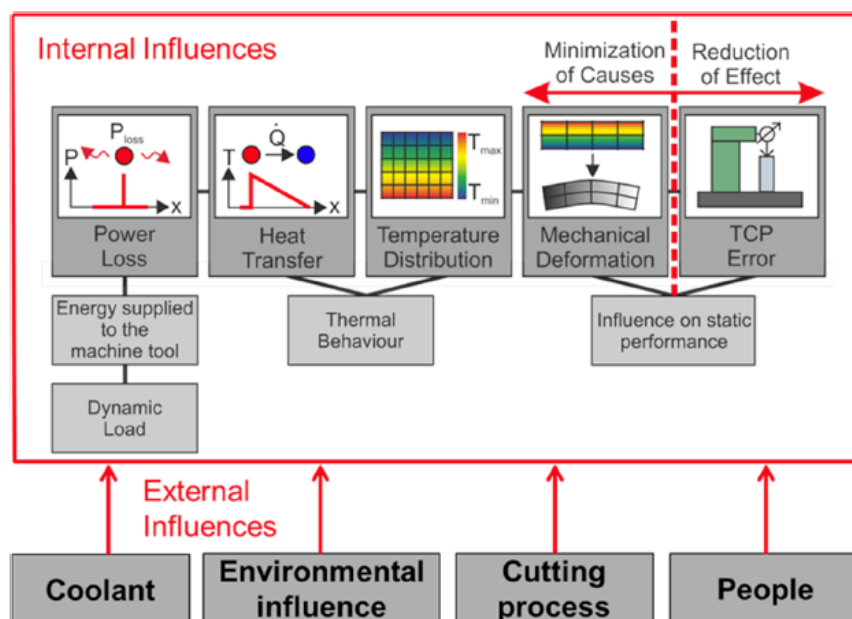 Internal Influences
Minimization
of Causes
Reduction
of Effect
P
P loss
x
Power
Loss
T
Q̇
x
Heat
Transfer
T max
T min
Temperature
Distribution
Mechanical
Deformation
TCP
Error
Energy supplied
to the
machine tool
Thermal
Behaviour
Influence on static
performance
Dynamic
Load
External
Influences
Coolant
Environmental
influence
Cutting
process
People